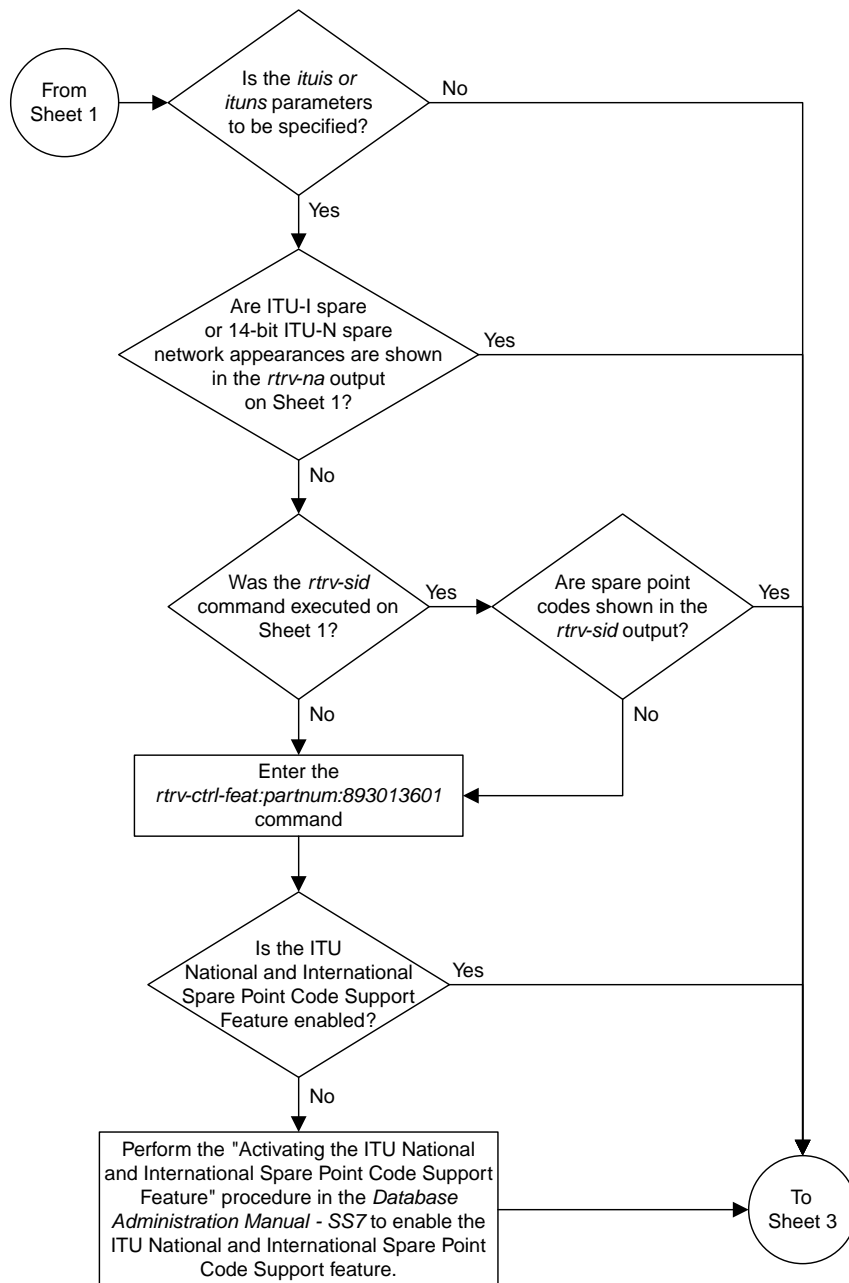 From
Sheet 1
Is the ituis or
ituns parameters
to be specified?
No
Yes
Are ITU-I spare
or 14-bit ITU-N spare
network appearances are shown
in the rtrv-na output
on Sheet 1?
Yes
No
Was the rtrv-sid
command executed on
Sheet 1?
Yes
Are spare point
codes shown in the
rtrv-sid output?
Yes
No
No
Enter the
rtrv-ctrl-feat:partnum:893013601
command
Is the ITU
National and International
Spare Point Code Support
Feature enabled?
Yes
No
Perform the "Activating the ITU National
and International Spare Point Code Support
Feature" procedure in the Database
Administration Manual - SS7 to enable the
ITU National and International Spare Point
Code Support feature.
To
Sheet 3